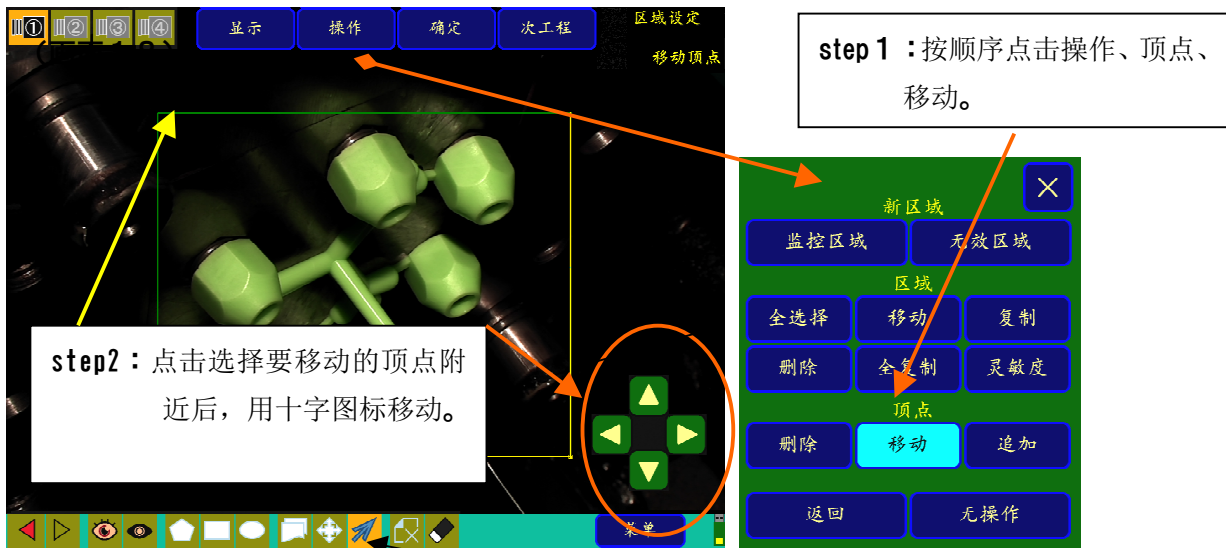 ① ② ③ ④
显示 操作 确定 次工程
区域设定
移动顶点
step1：按顺序点击操作、顶点、
移动。
step2：点击选择要移动的顶点附
近后，用十字图标移动。
菜单
新区域
监控区域 无效区域
区域
全选择 移动 复制
删除 全复制 灵敏度
顶点
删除 移动 追加
返回 无操作